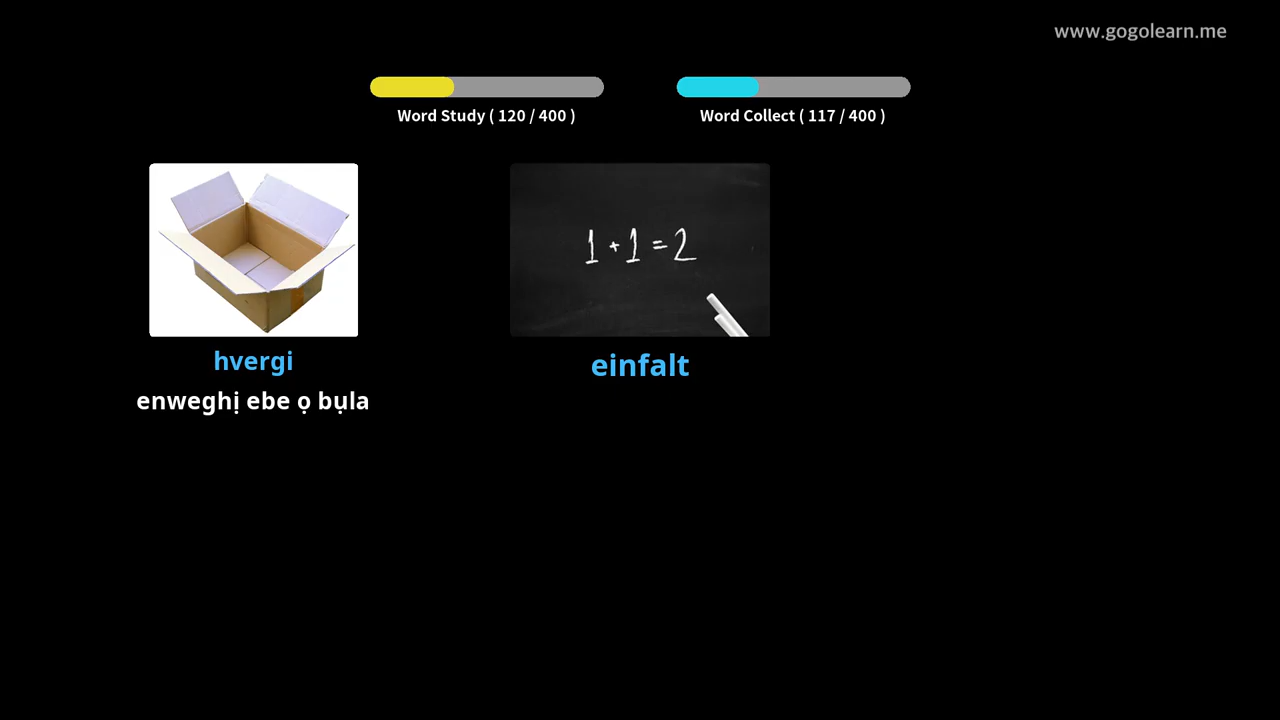 www.gogolearn.me
Word Study ( 120 / 400 )
Word Collect ( 117 / 400 )
1 + 1 = 2
hvergi
einfalt
enweghị ebe ọ bụla